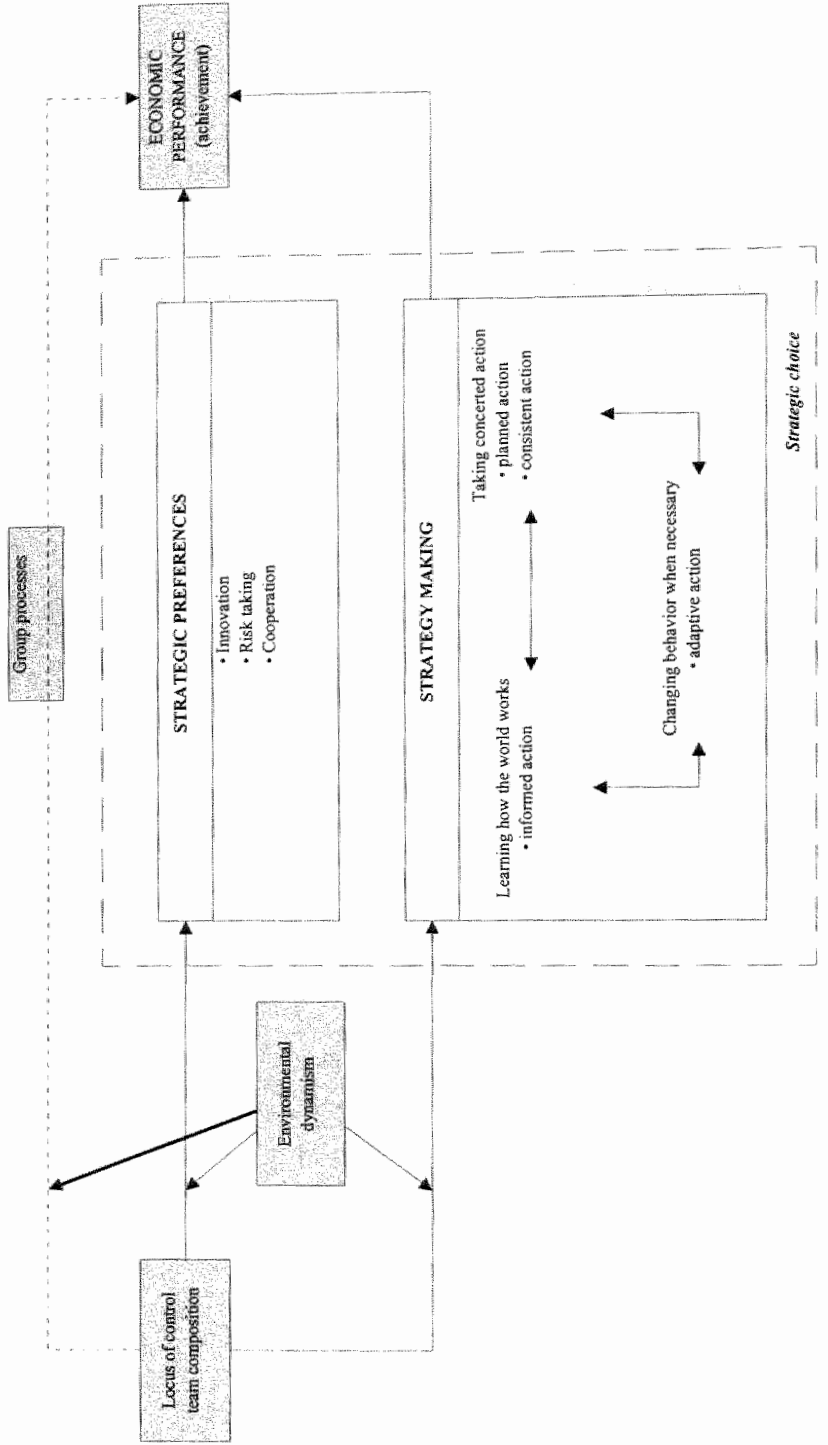 Group processes
Locus of control
team composition
Environmental
dynamism
STRATEGIC PREFERENCES
• Innovation
• Risk taking
• Cooperation
STRATEGY MAKING
Learning how the world works
• informed action
Taking concerted action
• planned action
• consistent action
Changing behavior when necessary
• adaptive action
Strategic choice
ECONOMIC
PERFORMANCE
(achievement)